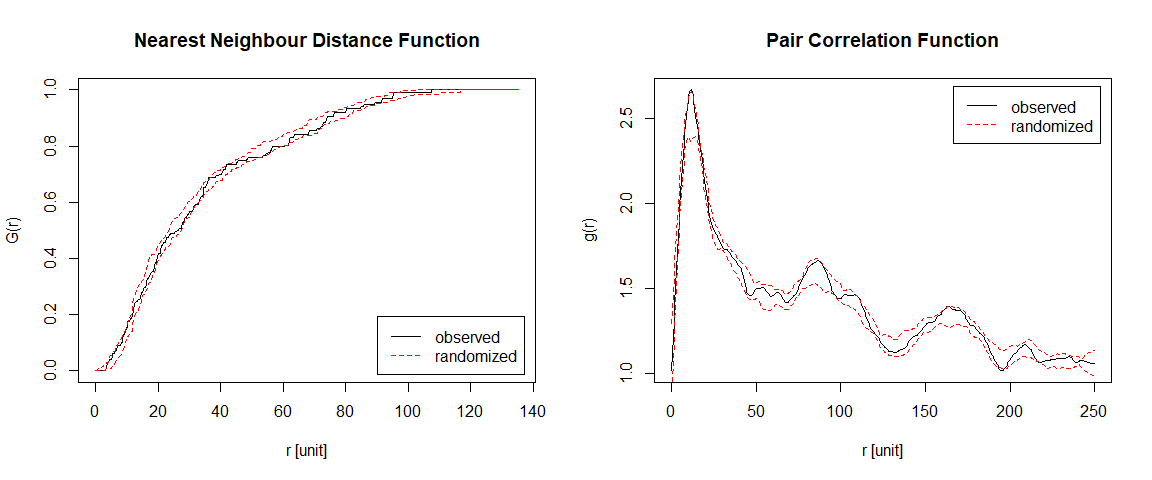 Nearest Neighbour Distance Function
G(r)
1.0
0.8
0.6
0.4
0.2
0.0
observed
randomized
0 20 40 60 80 100 120 140
r [unit]
Pair Correlation Function
g(r)
2.5
2.0
1.5
1.0
observed
randomized
0 50 100 150 200 250
r [unit]